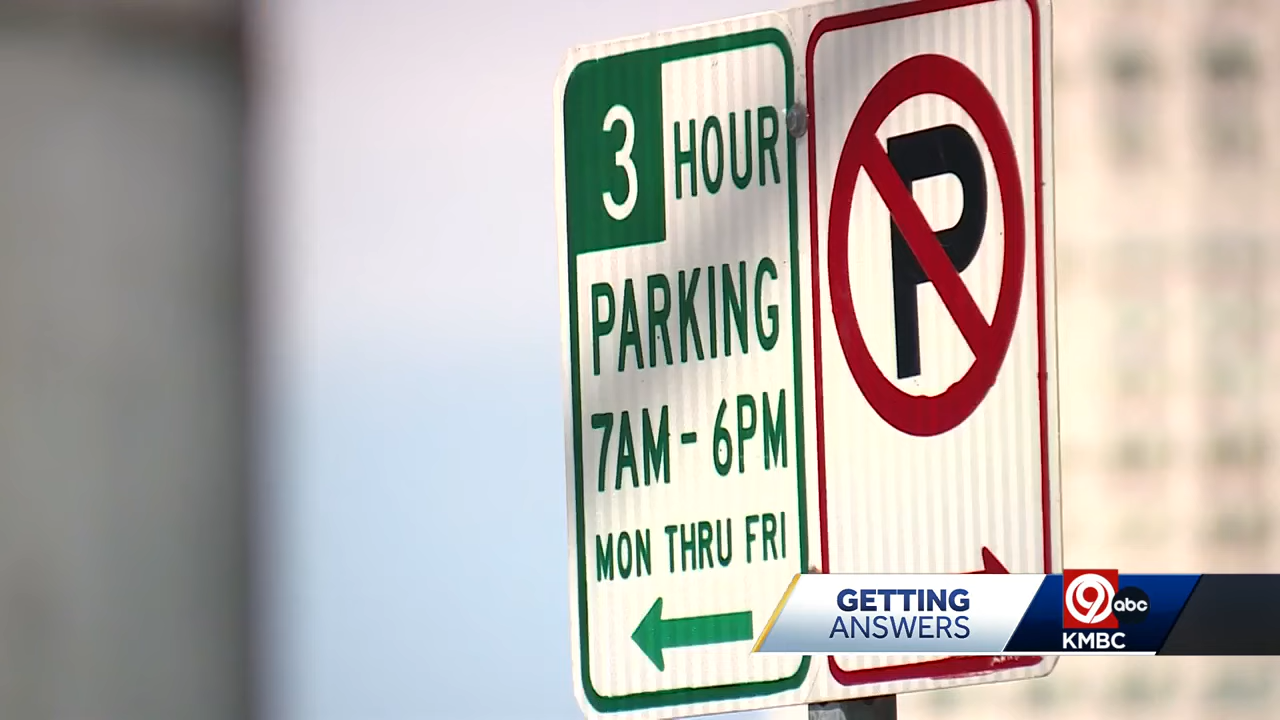 3 HOUR
PARKING
7AM - 6PM
MON THRU FRI
P
GETTING
ANSWERS
9 abc
KMBC